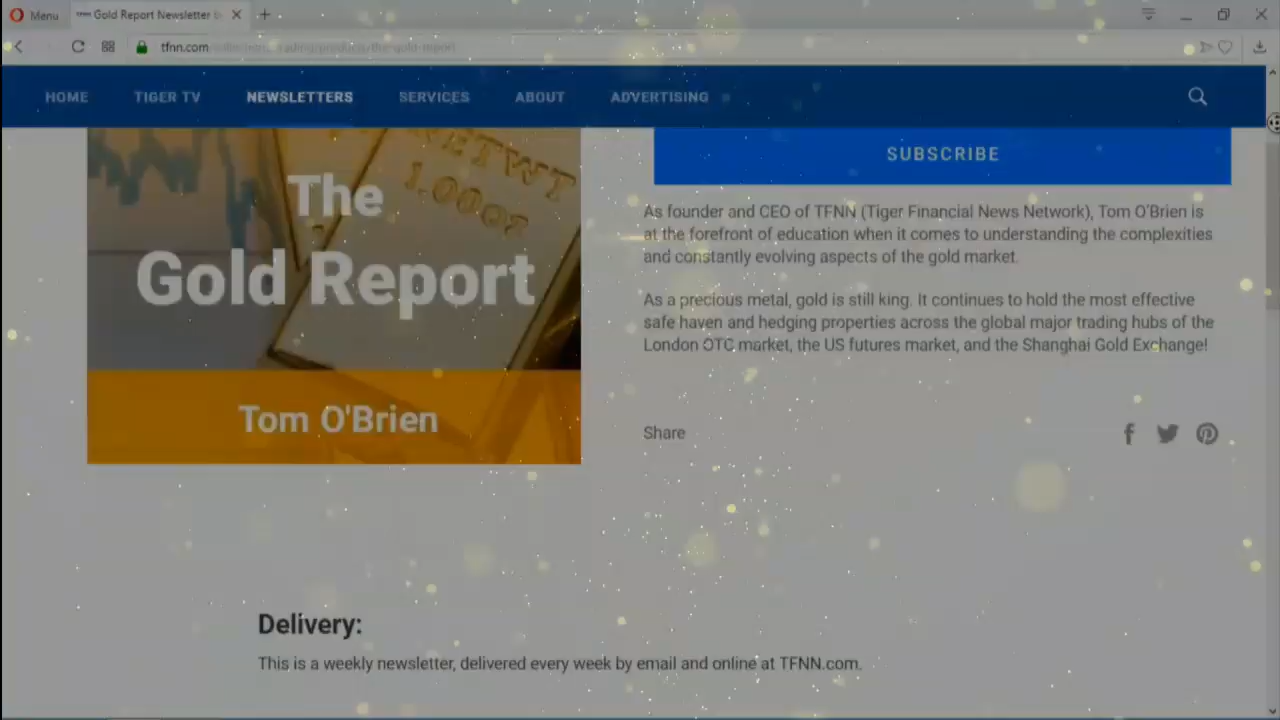 Menu
Gold Report Newsletter
tfnn.com
HOME TIGER TV NEWSLETTERS SERVICES ABOUT ADVERTISING
1.00OZ
The
Gold Report
Tom O'Brien
SUBSCRIBE
As founder and CEO of TFNN (Tiger Financial News Network), Tom O'Brien is
at the forefront of education when it comes to understanding the complexities
and constantly evolving aspects of the gold market.
As a precious metal, gold is still king. It continues to hold the most effective
safe haven and hedging properties across the global major trading hubs of the
London OTC market, the US futures market, and the Shanghai Gold Exchange!
Share
Delivery:
This is a weekly newsletter, delivered every week by email and online at TFNN.com.